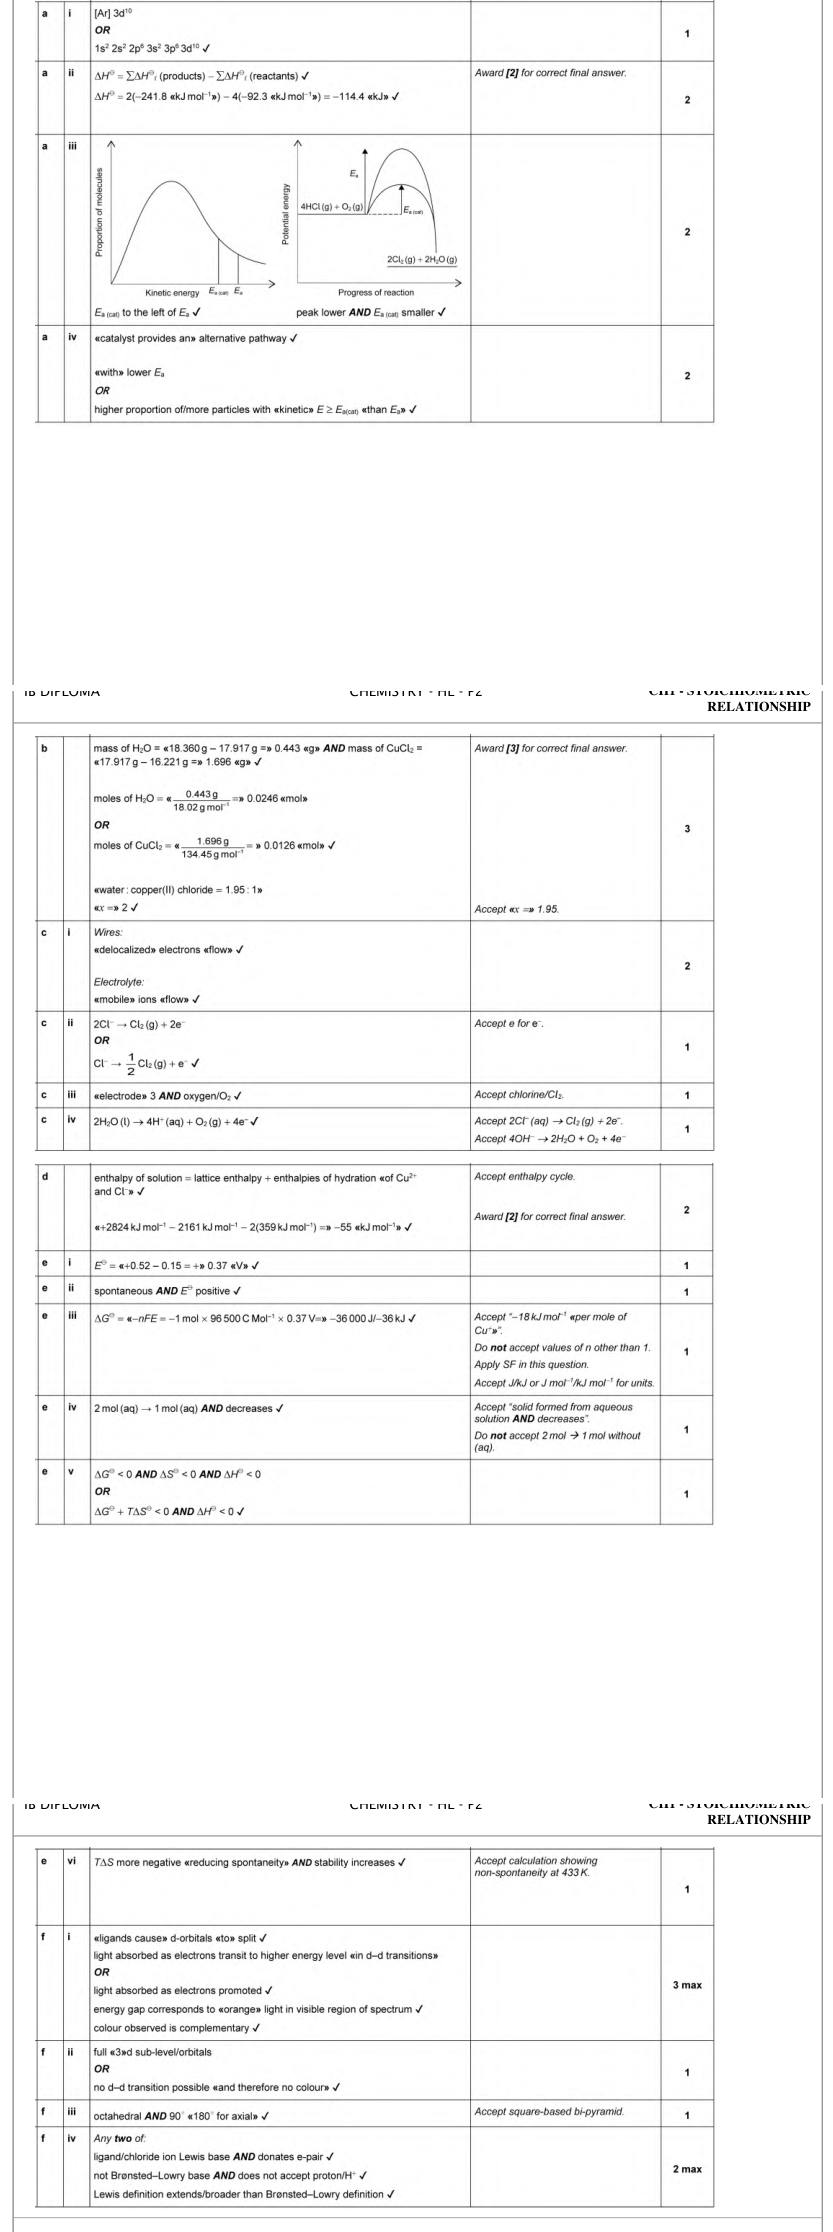 a i [Ar] 3d¹⁰ 1
OR
1s² 2s² 2p⁶ 3s² 3p⁶ 3d¹⁰ ✓
a ii ΔH⊖ = ∑ΔH⊖f (products) – ∑ΔH⊖f (reactants) ✓ Award [2] for correct final answer. 2
ΔH⊖ = 2(–241.8 «kJ mol⁻¹») – 4(–92.3 «kJ mol⁻¹») = –114.4 «kJ» ✓
a iii 2
Proportion of molecules
Kinetic energy Ea(cat) Ea
Potential energy
Ea
4HCl (g) + O₂ (g)
Ea (cat)
2Cl₂ (g) + 2H₂O (g)
Progress of reaction
Ea (cat) to the left of Ea ✓ peak lower AND Ea (cat) smaller ✓
a iv «catalyst provides an» alternative pathway ✓ 2
«with» lower Ea
OR
higher proportion of/more particles with «kinetic» E ≥ Ea(cat) «than Ea» ✓
IB DIPLOMA CHEMISTRY - HL - P2 CH1 - STOICHIOMETRIC
RELATIONSHIP
b mass of H₂O = «18.360 g – 17.917 g =» 0.443 «g» AND mass of CuCl₂ = Award [3] for correct final answer. 3
«17.917 g – 16.221 g =» 1.696 «g» ✓
moles of H₂O = « 0.443 g / 18.02 g mol⁻¹ =» 0.0246 «mol»
OR
moles of CuCl₂ = « 1.696 g / 134.45 g mol⁻¹ = » 0.0126 «mol» ✓
«water : copper(II) chloride = 1.95 : 1»
«x =» 2 ✓ Accept «x =» 1.95.
c i Wires: 2
«delocalized» electrons «flow» ✓
Electrolyte:
«mobile» ions «flow» ✓
c ii 2Cl⁻ → Cl₂ (g) + 2e⁻ Accept e for e⁻. 1
OR
Cl⁻ → 1/2 Cl₂ (g) + e⁻ ✓
c iii «electrode» 3 AND oxygen/O₂ ✓ Accept chlorine/Cl₂. 1
c iv 2H₂O (l) → 4H⁺ (aq) + O₂ (g) + 4e⁻ ✓ Accept 2Cl⁻ (aq) → Cl₂ (g) + 2e⁻. 1
Accept 4OH⁻ → 2H₂O + O₂ + 4e⁻
d enthalpy of solution = lattice enthalpy + enthalpies of hydration «of Cu²⁺ Accept enthalpy cycle. 2
and Cl⁻» ✓
Award [2] for correct final answer.
«+2824 kJ mol⁻¹ – 2161 kJ mol⁻¹ – 2(359 kJ mol⁻¹) =» –55 «kJ mol⁻¹» ✓
e i E⊖ = «+0.52 – 0.15 = +» 0.37 «V» ✓ 1
e ii spontaneous AND E⊖ positive ✓ 1
e iii ΔG⊖ = «–nFE = –1 mol × 96 500 C Mol⁻¹ × 0.37 V=» –36 000 J/–36 kJ ✓ Accept "–18 kJ mol⁻¹ «per mole of 1
Cu⁺»".
Do not accept values of n other than 1.
Apply SF in this question.
Accept J/kJ or J mol⁻¹/kJ mol⁻¹ for units.
e iv 2 mol (aq) → 1 mol (aq) AND decreases ✓ Accept "solid formed from aqueous 1
solution AND decreases".
Do not accept 2 mol → 1 mol without
(aq).
e v ΔG⊖ < 0 AND ΔS⊖ < 0 AND ΔH⊖ < 0 1
OR
ΔG⊖ + TΔS⊖ < 0 AND ΔH⊖ < 0 ✓
IB DIPLOMA CHEMISTRY - HL - P2 CH1 - STOICHIOMETRIC
RELATIONSHIP
e vi TΔS more negative «reducing spontaneity» AND stability increases ✓ Accept calculation showing 1
non-spontaneity at 433 K.
f i «ligands cause» d-orbitals «to» split ✓ 3 max
light absorbed as electrons transit to higher energy level «in d–d transitions»
OR
light absorbed as electrons promoted ✓
energy gap corresponds to «orange» light in visible region of spectrum ✓
colour observed is complementary ✓
f ii full «3»d sub-level/orbitals 1
OR
no d–d transition possible «and therefore no colour» ✓
f iii octahedral AND 90° «180° for axial» ✓ Accept square-based bi-pyramid. 1
f iv Any two of: 2 max
ligand/chloride ion Lewis base AND donates e-pair ✓
not Brønsted–Lowry base AND does not accept proton/H⁺ ✓
Lewis definition extends/broader than Brønsted–Lowry definition ✓